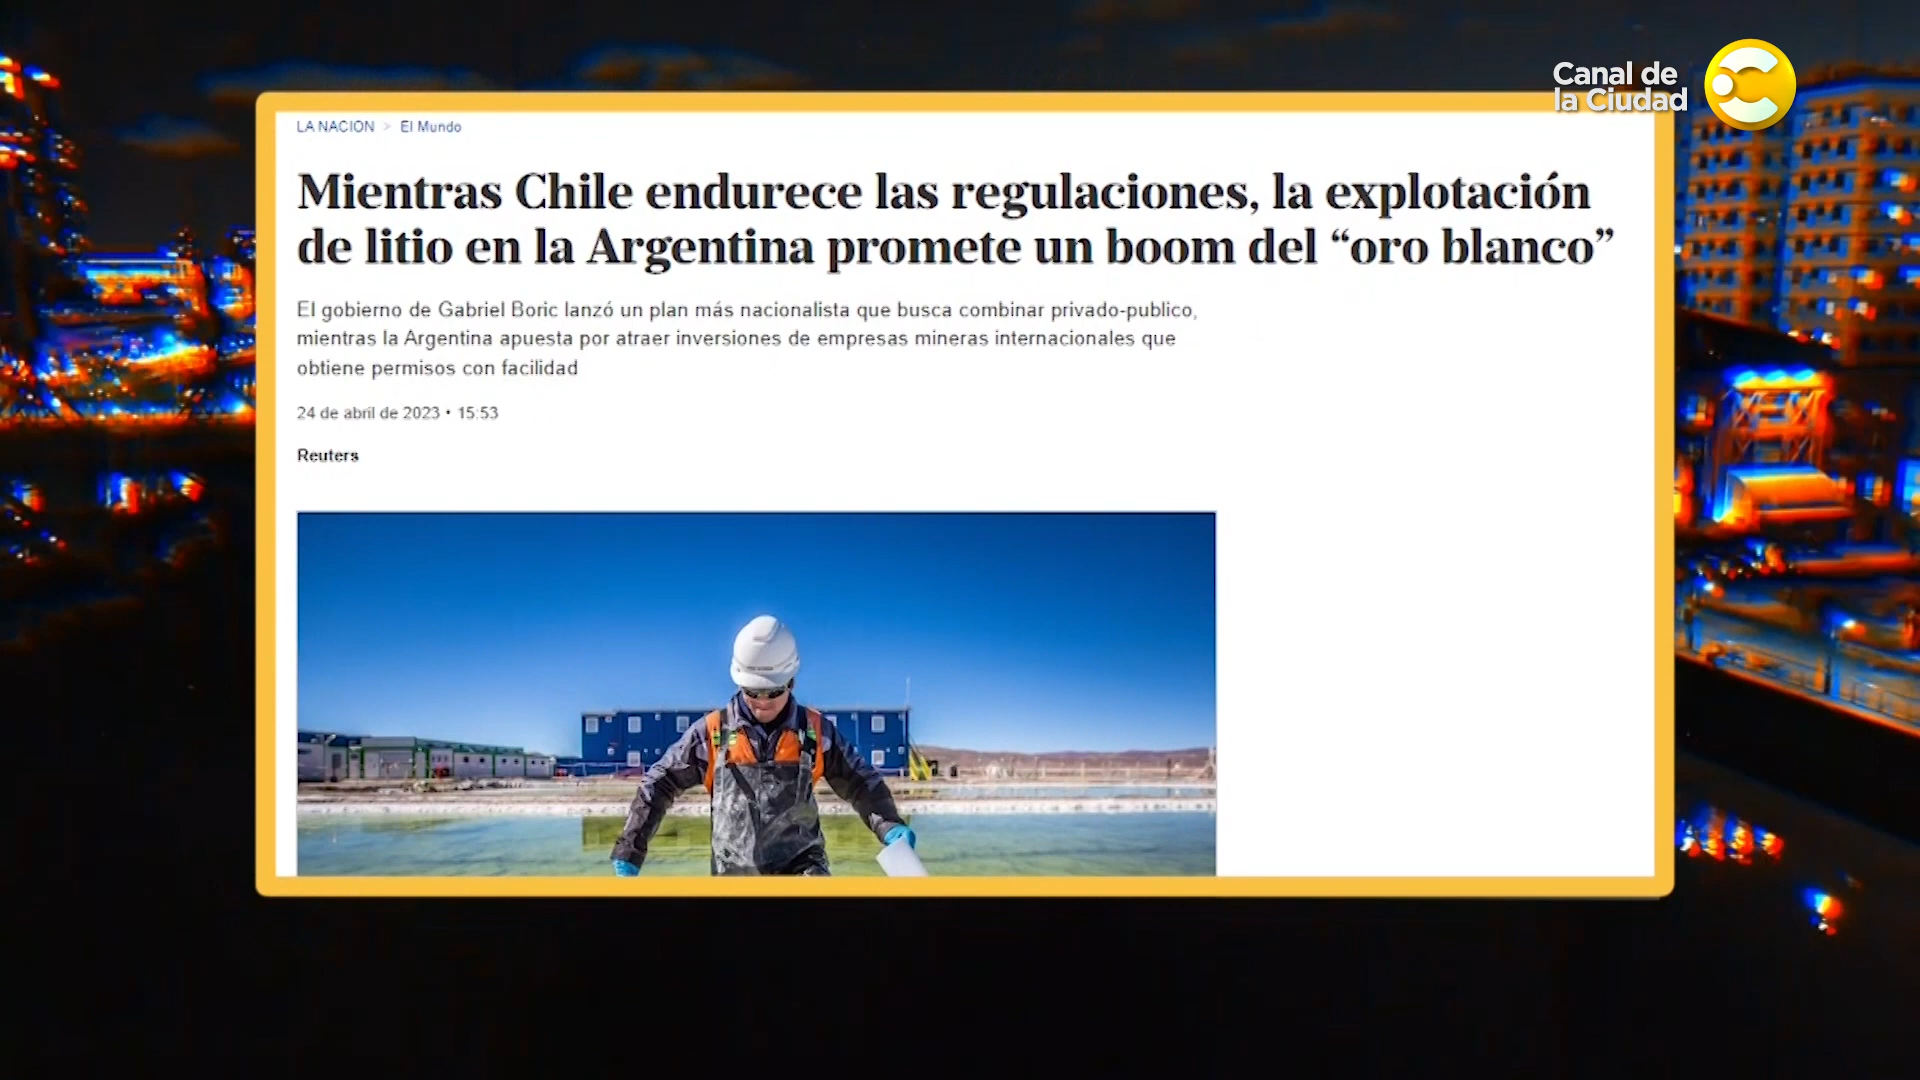 Canal de
la Ciudad
LA NACION > El Mundo
Mientras Chile endurece las regulaciones, la explotación
de litio en la Argentina promete un boom del “oro blanco”
El gobierno de Gabriel Boric lanzó un plan más nacionalista que busca combinar privado-publico,
mientras la Argentina apuesta por atraer inversiones de empresas mineras internacionales que
obtiene permisos con facilidad
24 de abril de 2023 • 15:53
Reuters